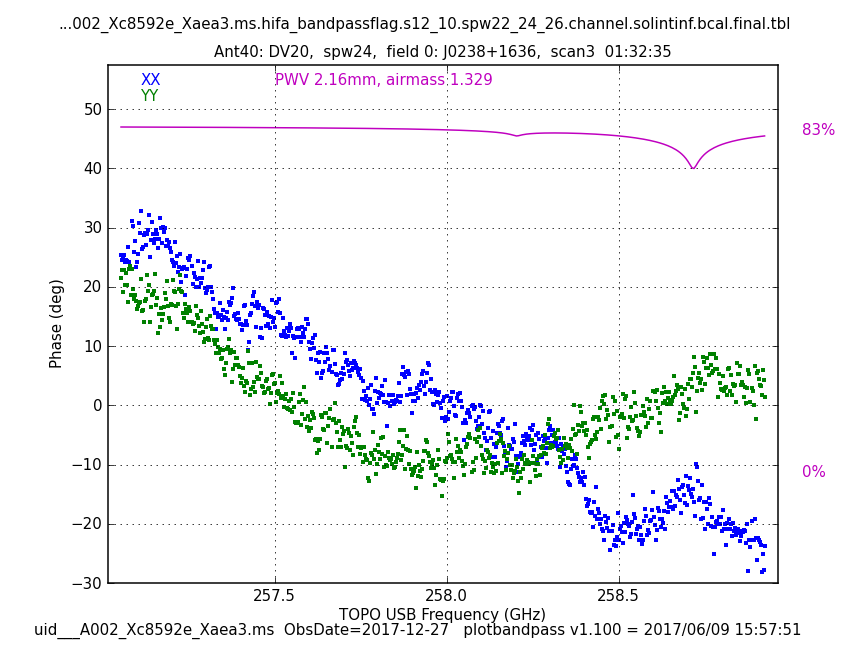 ...002_Xc8592e_Xaea3.ms.hifa_bandpassflag.s12_10.spw22_24_26.channel.solintinf.bcal.final.tbl
Ant40: DV20,  spw24,  field 0: J0238+1636,  scan3  01:32:35
XX
PWV 2.16mm, airmass 1.329
YY
50
83%
40
30
20
Phase (deg)
10
0
−10
0%
−20
−30
257.5 258.0 258.5
TOPO USB Frequency (GHz)
uid___A002_Xc8592e_Xaea3.ms  ObsDate=2017-12-27   plotbandpass v1.100 = 2017/06/09 15:57:51